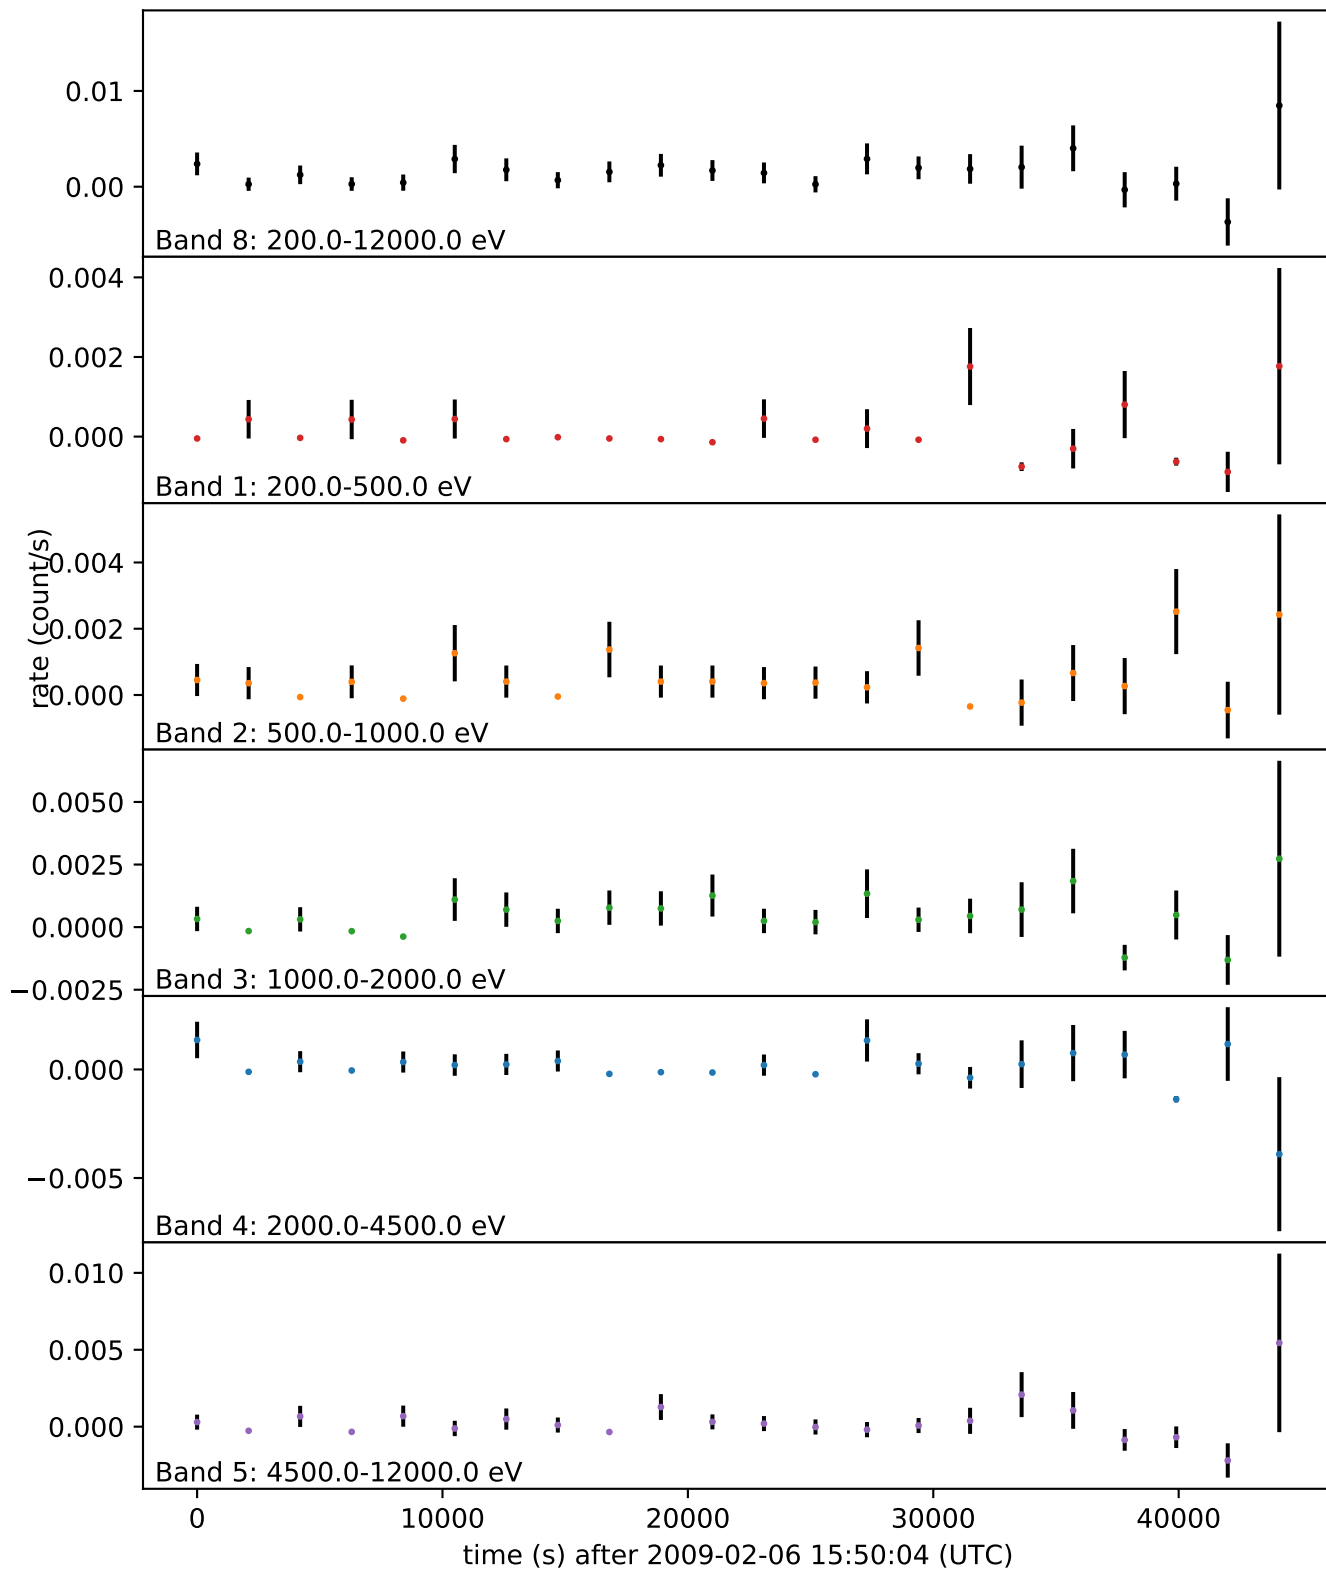 0.01
0.00
Band 8: 200.0-12000.0 eV
0.004
0.002
0.000
Band 1: 200.0-500.0 eV
rate (count/s)
0.004
0.002
0.000
Band 2: 500.0-1000.0 eV
0.0050
0.0025
0.0000
−0.0025
Band 3: 1000.0-2000.0 eV
0.000
−0.005
Band 4: 2000.0-4500.0 eV
0.010
0.005
0.000
Band 5: 4500.0-12000.0 eV
0 10000 20000 30000 40000
time (s) after 2009-02-06 15:50:04 (UTC)